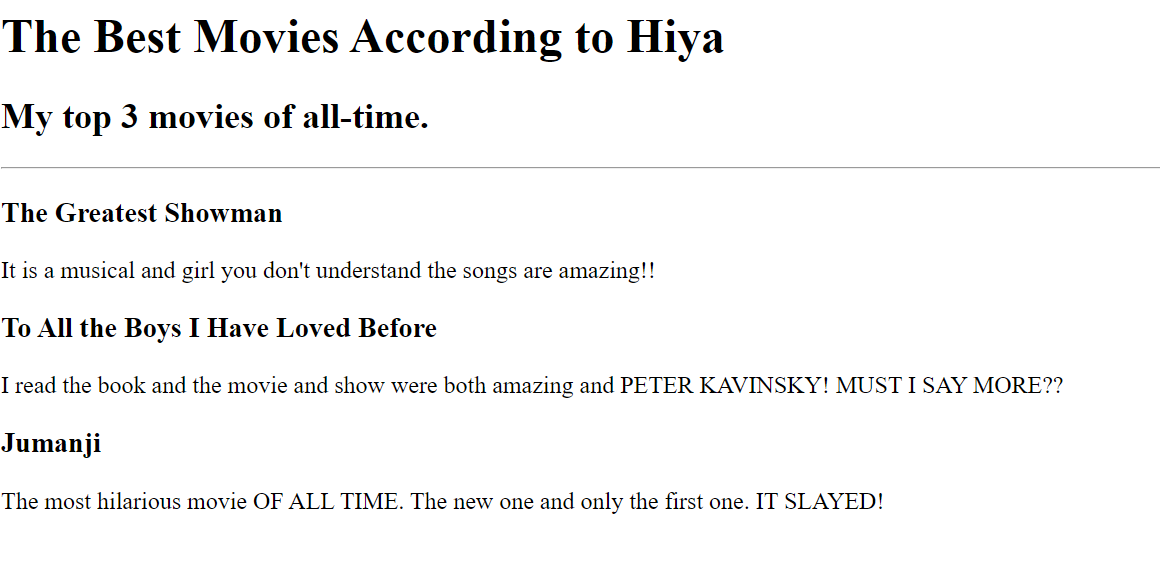 The Best Movies According to Hiya
My top 3 movies of all-time.
The Greatest Showman
It is a musical and girl you don't understand the songs are amazing!!
To All the Boys I Have Loved Before
I read the book and the movie and show were both amazing and PETER KAVINSKY! MUST I SAY MORE??
Jumanji
The most hilarious movie OF ALL TIME. The new one and only the first one. IT SLAYED!